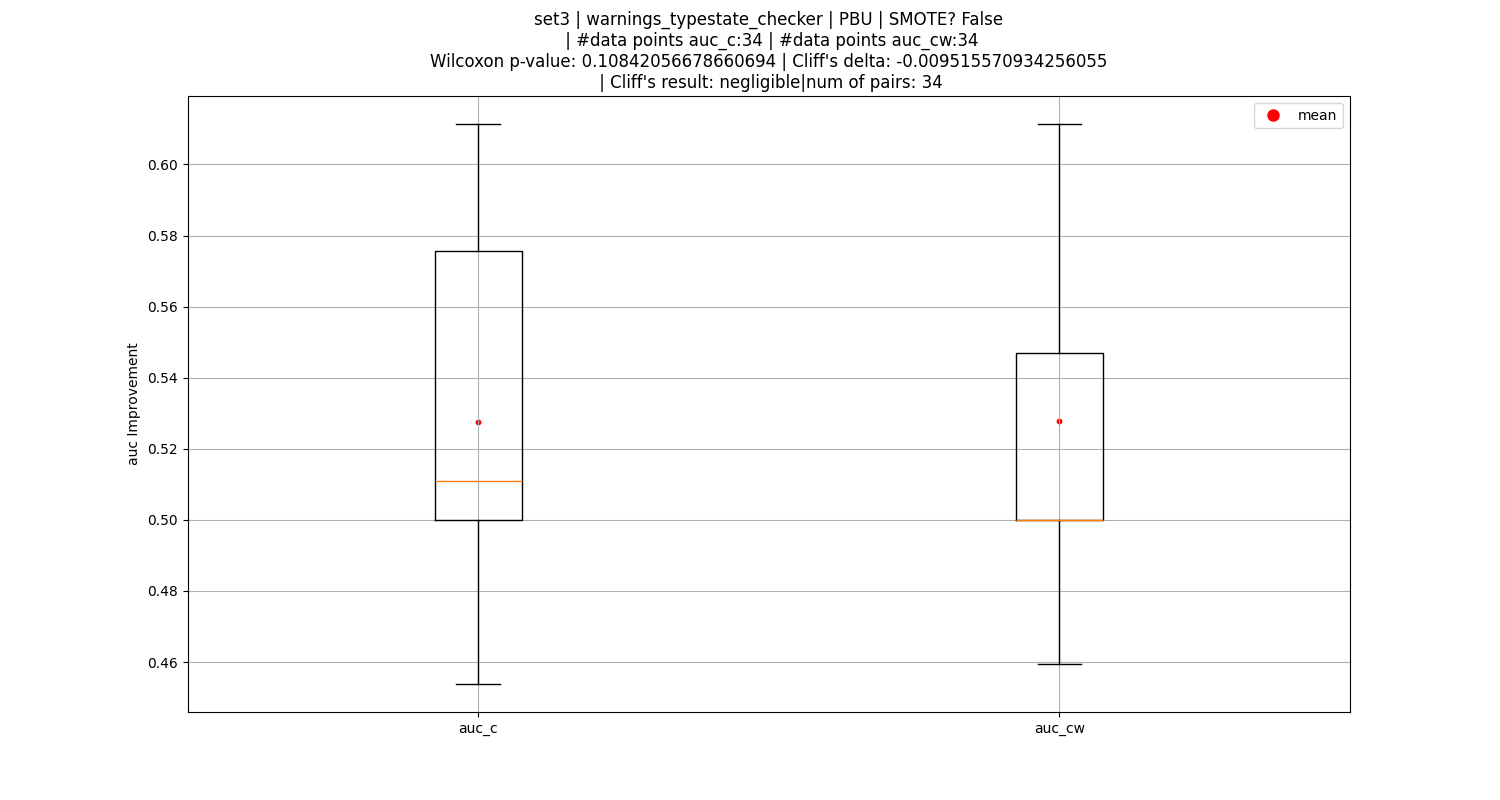 set3 | warnings_typestate_checker | PBU | SMOTE? False
| #data points auc_c:34 | #data points auc_cw:34
Wilcoxon p-value: 0.10842056678660694 | Cliff's delta: -0.009515570934256055
| Cliff's result: negligible|num of pairs: 34
mean
0.60
0.58
0.56
0.54
0.52
0.50
0.48
0.46
auc Improvement
auc_c
auc_cw